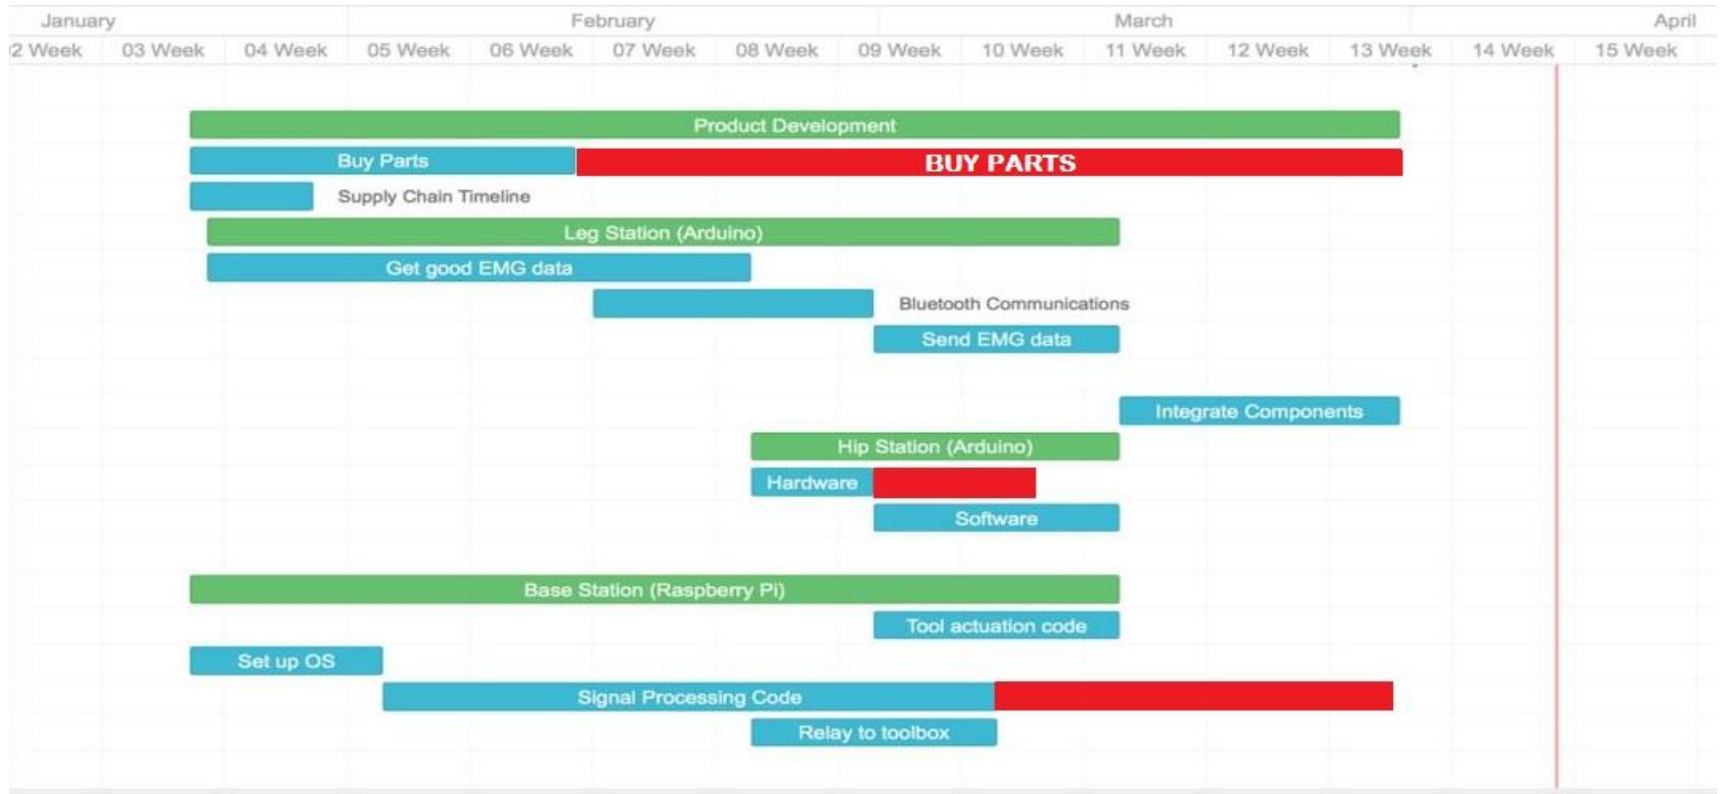 January February March April
2 Week 03 Week 04 Week 05 Week 06 Week 07 Week 08 Week 09 Week 10 Week 11 Week 12 Week 13 Week 14 Week 15 Week
Product Development
Buy Parts BUY PARTS
Supply Chain Timeline
Leg Station (Arduino)
Get good EMG data
Bluetooth Communications
Send EMG data
Integrate Components
Hip Station (Arduino)
Hardware
Software
Base Station (Raspberry Pi)
Tool actuation code
Set up OS
Signal Processing Code
Relay to toolbox